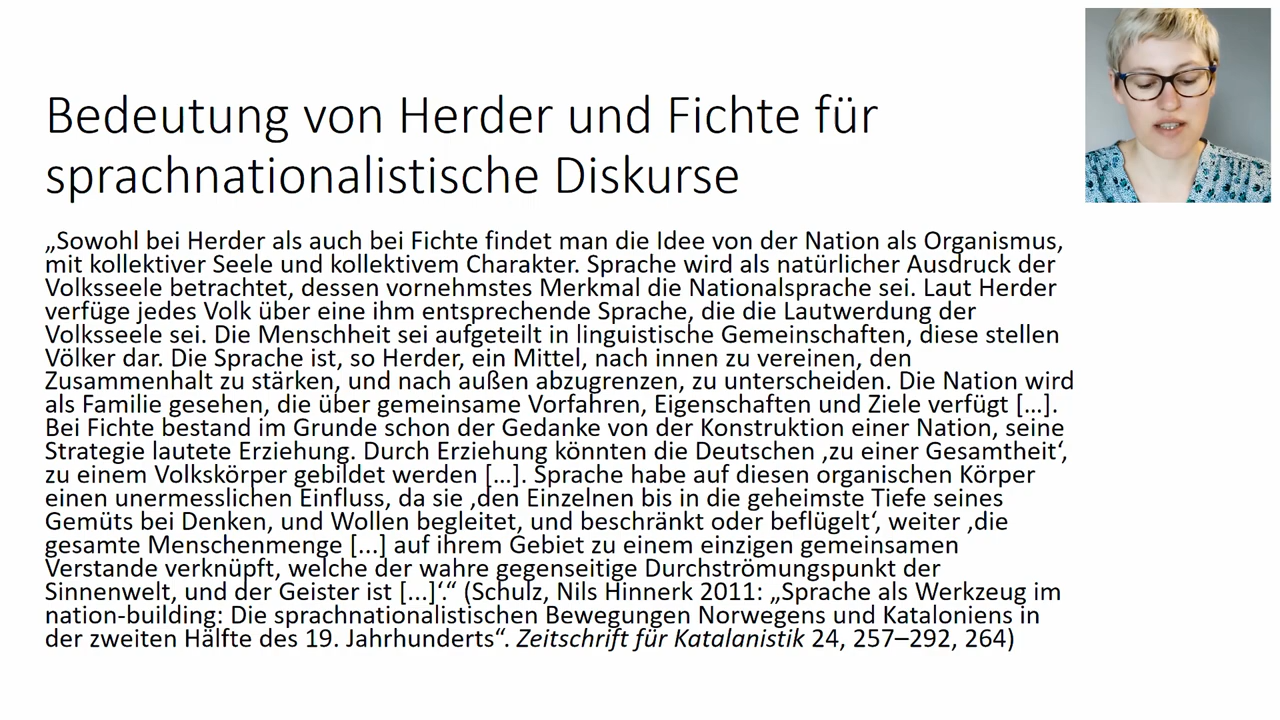 Bedeutung von Herder und Fichte für
sprachnationalistische Diskurse
„Sowohl bei Herder als auch bei Fichte findet man die Idee von der Nation als Organismus,
mit kollektiver Seele und kollektivem Charakter. Sprache wird als natürlicher Ausdruck der
Volksseele betrachtet, dessen vornehmstes Merkmal die Nationalsprache sei. Laut Herder
verfüge jedes Volk über eine ihm entsprechende Sprache, die die Lautwerdung der
Volksseele sei. Die Menschheit sei aufgeteilt in linguistische Gemeinschaften, diese stellen
Völker dar. Die Sprache ist, so Herder, ein Mittel, nach innen zu vereinen, den
Zusammenhalt zu stärken, und nach außen abzugrenzen, zu unterscheiden. Die Nation wird
als Familie gesehen, die über gemeinsame Vorfahren, Eigenschaften und Ziele verfügt [...].
Bei Fichte bestand im Grunde schon der Gedanke von der Konstruktion einer Nation, seine
Strategie lautete Erziehung. Durch Erziehung könnten die Deutschen ‚zu einer Gesamtheit‘,
zu einem Volkskörper gebildet werden [...]. Sprache habe auf diesen organischen Körper
einen unermesslichen Einfluss, da sie ‚den Einzelnen bis in die geheimste Tiefe seines
Gemüts bei Denken, und Wollen begleitet, und beschränkt oder beflügelt‘, weiter ‚die
gesamte Menschenmenge [...] auf ihrem Gebiet zu einem einzigen gemeinsamen
Verstande verknüpft, welche der wahre gegenseitige Durchströmungspunkt der
Sinnenwelt, und der Geister ist [...]‘.“ (Schulz, Nils Hinnerk 2011: „Sprache als Werkzeug im
nation-building: Die sprachnationalistischen Bewegungen Norwegens und Kataloniens in
der zweiten Hälfte des 19. Jahrhunderts“. Zeitschrift für Katalanistik 24, 257–292, 264)